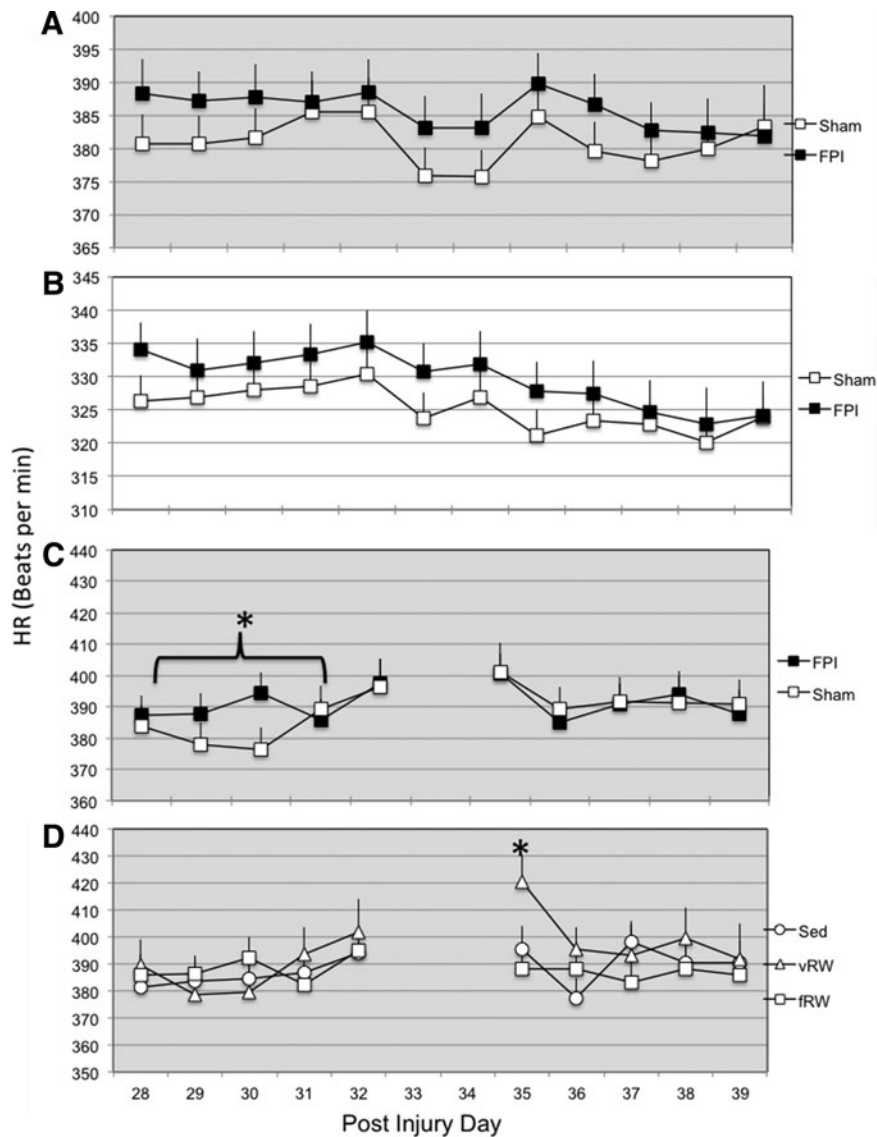 A
400
395
390
385
380
375
370
365
Sham
FPI
B
345
340
335
330
325
320
315
310
Sham
FPI
HR (Beats per min)
C
440
430
420
410
400
390
380
370
360
*
FPI
Sham
D
440
430
420
410
400
390
380
370
360
350
*
Sed
vRW
fRW
28 29 30 31 32 33 34 35 36 37 38 39
Post Injury Day